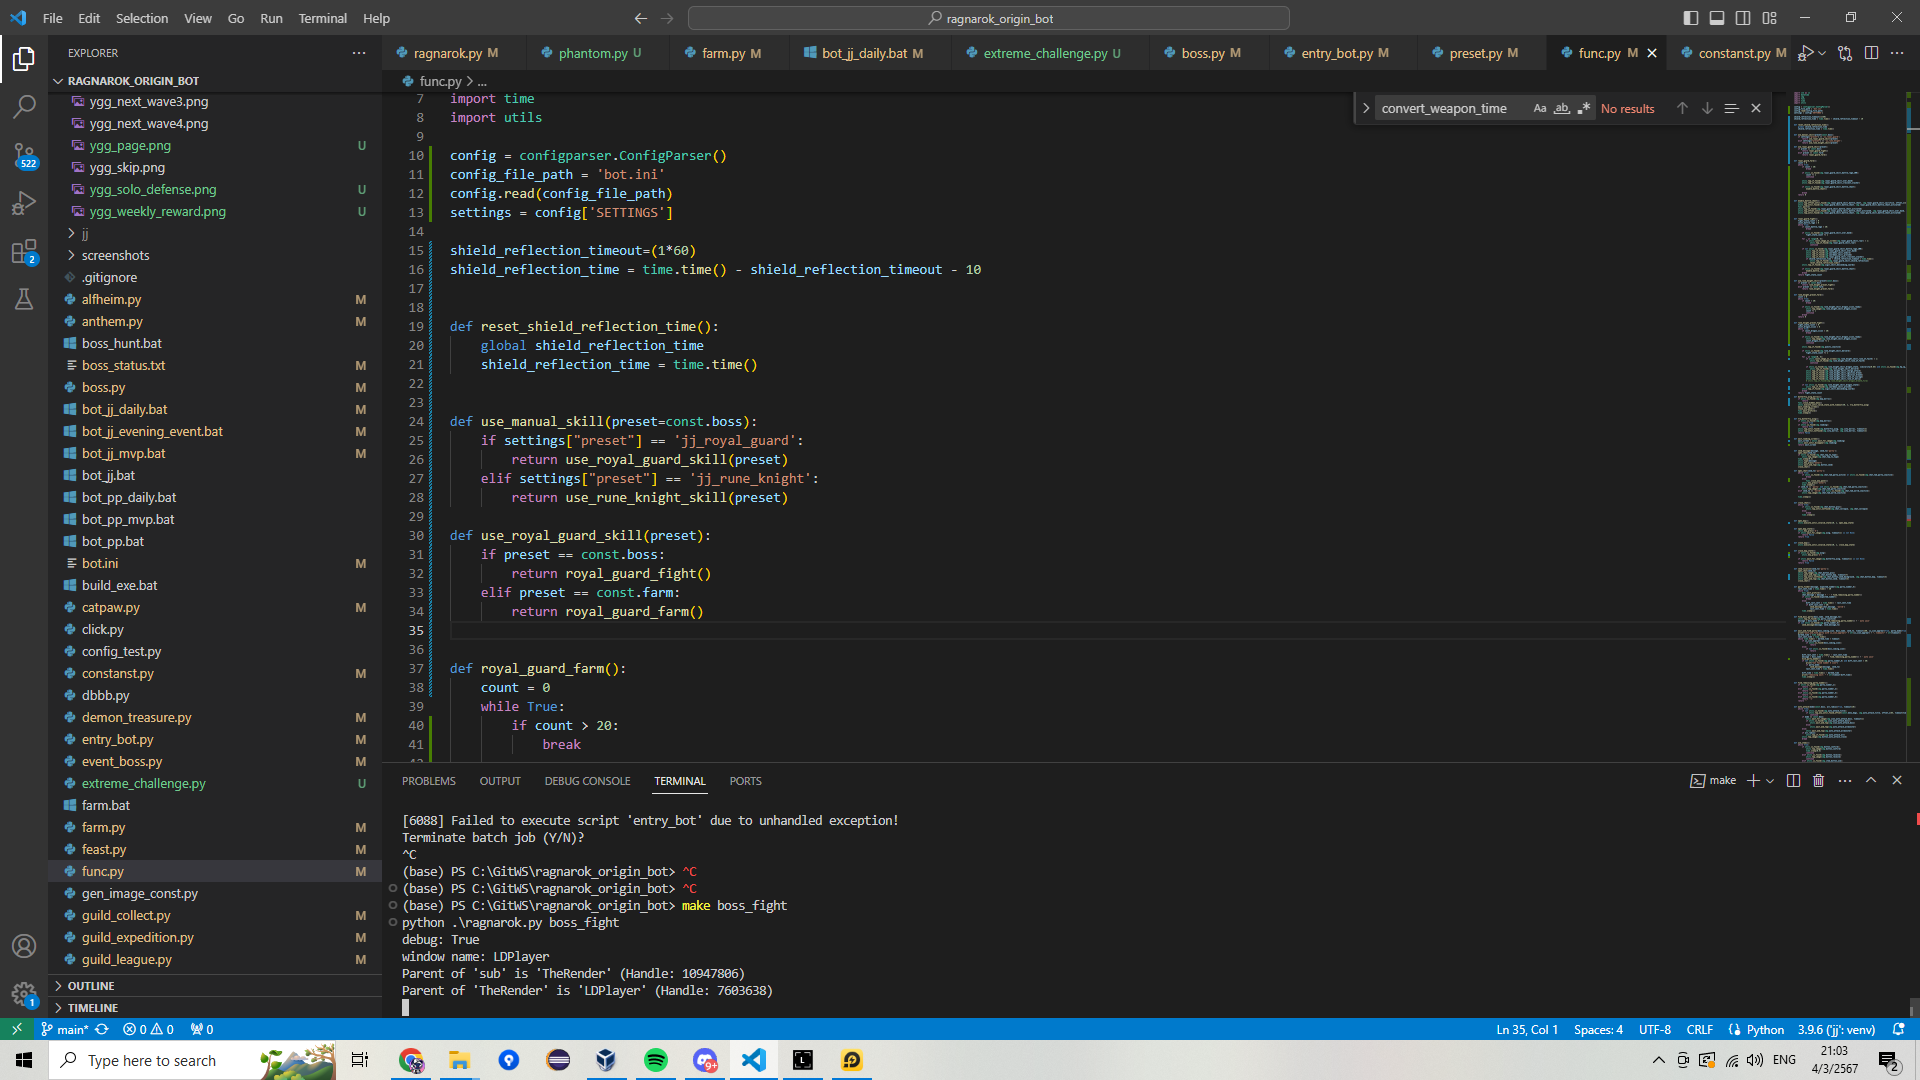 File Edit Selection View Go Run Terminal Help
ragnarok_origin_bot
EXPLORER
RAGNAROK_ORIGIN_BOT
ygg_next_wave3.png
ygg_next_wave4.png
ygg_page.png U
ygg_skip.png
ygg_solo_defense.png U
ygg_weekly_reward.png U
jj
screenshots
.gitignore
alfheim.py M
anthem.py M
boss_hunt.bat
boss_status.txt M
boss.py M
bot_jj_daily.bat M
bot_jj_evening_event.bat M
bot_jj_mvp.bat M
bot_jj.bat
bot_pp_daily.bat
bot_pp_mvp.bat
bot_pp.bat
bot.ini M
build_exe.bat
catpaw.py M
click.py
config_test.py
constanst.py M
dbbb.py
demon_treasure.py M
entry_bot.py M
event_boss.py M
extreme_challenge.py U
farm.bat
farm.py M
feast.py M
func.py M
gen_image_const.py
guild_collect.py M
guild_expedition.py M
guild_league.py M
OUTLINE
TIMELINE
522
2
1
ragnarok.py M phantom.py U farm.py M bot_jj_daily.bat M extreme_challenge.py U boss.py M entry_bot.py M preset.py M func.py M constanst.py M
func.py > ...
convert_weapon_time Aa ab No results
7 import time
8 import utils
9
10 config = configparser.ConfigParser()
11 config_file_path = 'bot.ini'
12 config.read(config_file_path)
13 settings = config['SETTINGS']
14
15 shield_reflection_timeout=(1*60)
16 shield_reflection_time = time.time() - shield_reflection_timeout - 10
17
18
19 def reset_shield_reflection_time():
20 global shield_reflection_time
21 shield_reflection_time = time.time()
22
23
24 def use_manual_skill(preset=const.boss):
25 if settings["preset"] == 'jj_royal_guard':
26 return use_royal_guard_skill(preset)
27 elif settings["preset"] == 'jj_rune_knight':
28 return use_rune_knight_skill(preset)
29
30 def use_royal_guard_skill(preset):
31 if preset == const.boss:
32 return royal_guard_fight()
33 elif preset == const.farm:
34 return royal_guard_farm()
35
36
37 def royal_guard_farm():
38 count = 0
39 while True:
40 if count > 20:
41 break
PROBLEMS OUTPUT DEBUG CONSOLE TERMINAL PORTS
make
[6088] Failed to execute script 'entry_bot' due to unhandled exception!
Terminate batch job (Y/N)?
^C
(base) PS C:\GitWS\ragnarok_origin_bot> ^C
(base) PS C:\GitWS\ragnarok_origin_bot> ^C
(base) PS C:\GitWS\ragnarok_origin_bot> make boss_fight
python .\ragnarok.py boss_fight
debug: True
window name: LDPlayer
Parent of 'sub' is 'TheRender' (Handle: 10947806)
Parent of 'TheRender' is 'LDPlayer' (Handle: 7603638)
main* 0 0 0
Ln 35, Col 1 Spaces: 4 UTF-8 CRLF Python 3.9.6 ('jj': venv)
Type here to search
9+
ENG
21:03
4/3/2567
2